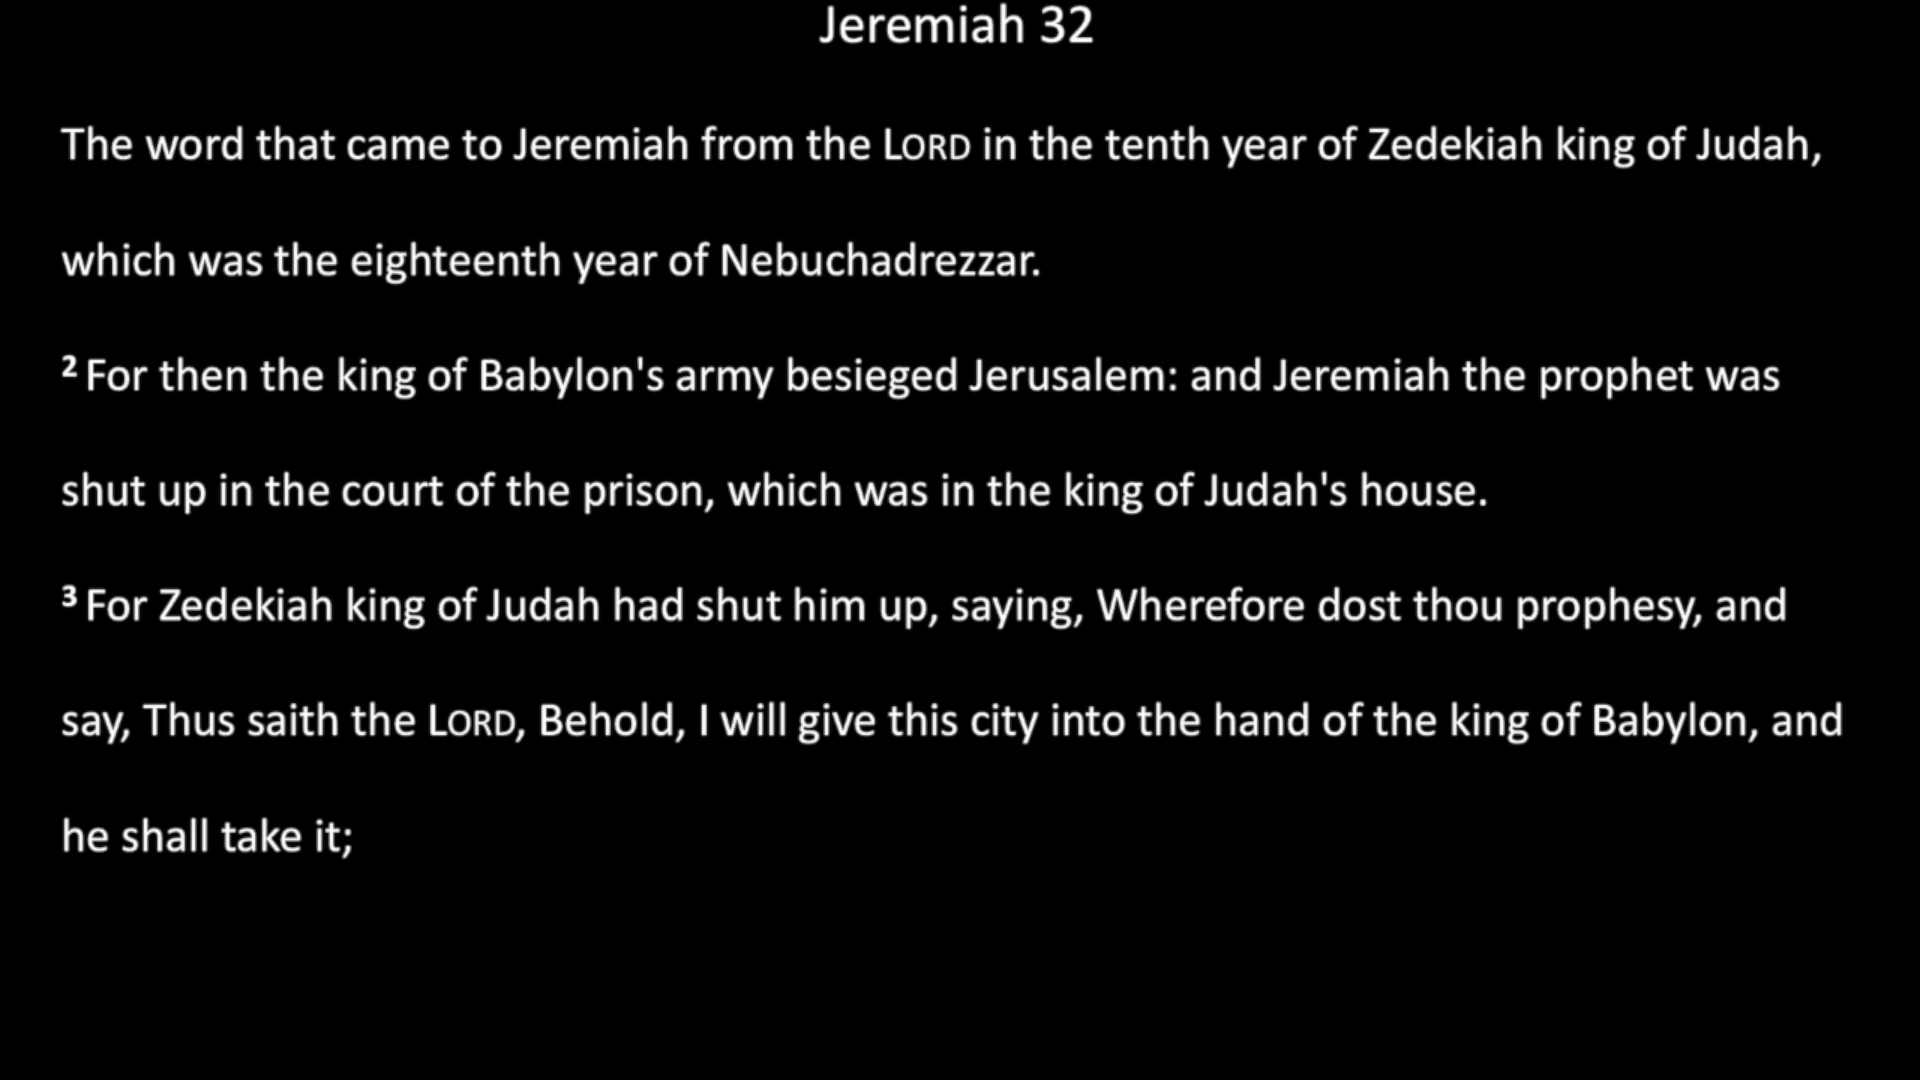 Jeremiah 32
The word that came to Jeremiah from the LORD in the tenth year of Zedekiah king of Judah,
which was the eighteenth year of Nebuchadrezzar.
² For then the king of Babylon's army besieged Jerusalem: and Jeremiah the prophet was
shut up in the court of the prison, which was in the king of Judah's house.
³ For Zedekiah king of Judah had shut him up, saying, Wherefore dost thou prophesy, and
say, Thus saith the LORD, Behold, I will give this city into the hand of the king of Babylon, and
he shall take it;